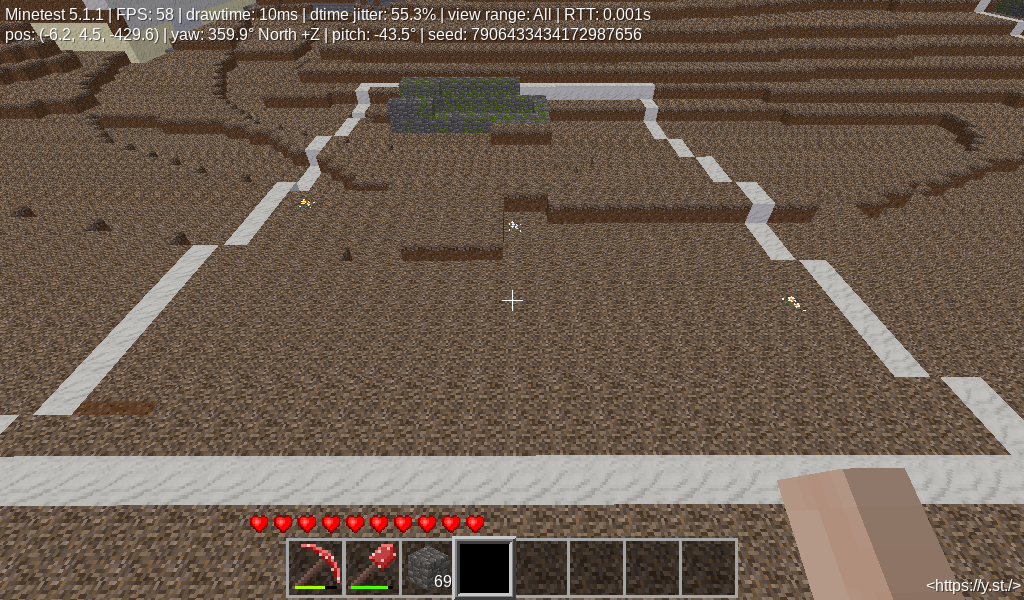 Minetest 5.1.1 | FPS: 58 | drawtime: 10ms | dtime jitter: 55.3% | view range: All | RTT: 0.001s
pos: (-6.2, 4.5, -429.6) | yaw: 359.9° North +Z | pitch: -43.5° | seed: 7906433434172987656
69
<https://y.st./>